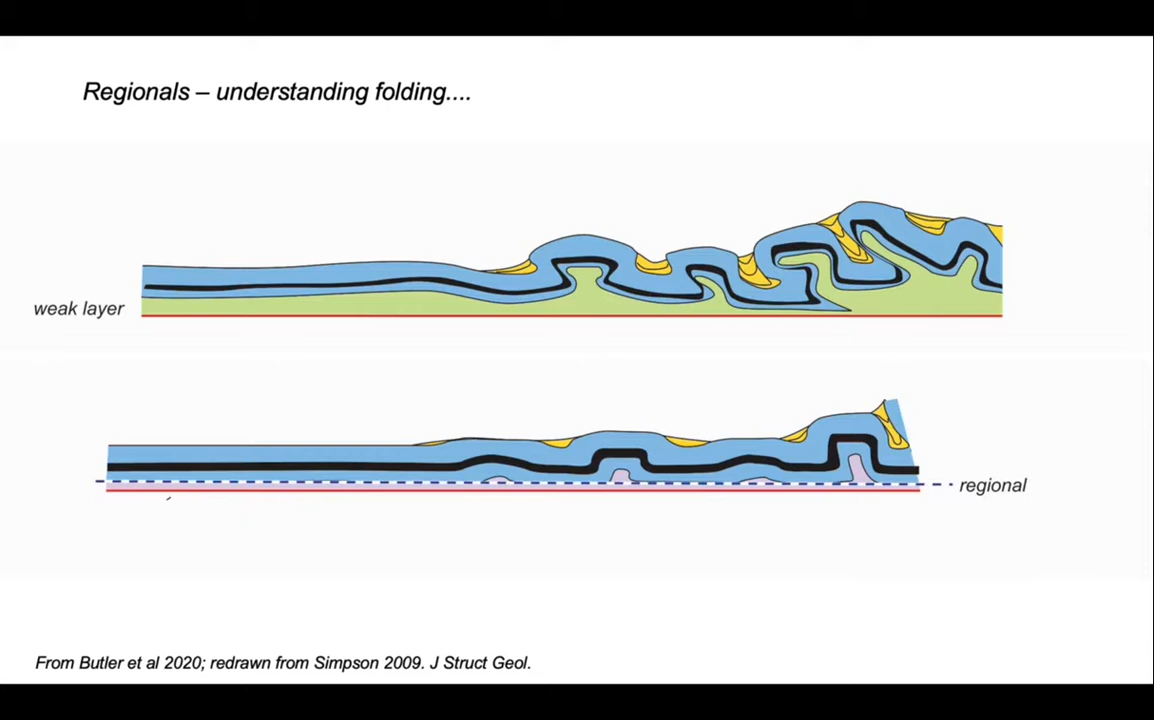 Regionals – understanding folding....
weak layer
regional
From Butler et al 2020; redrawn from Simpson 2009. J Struct Geol.